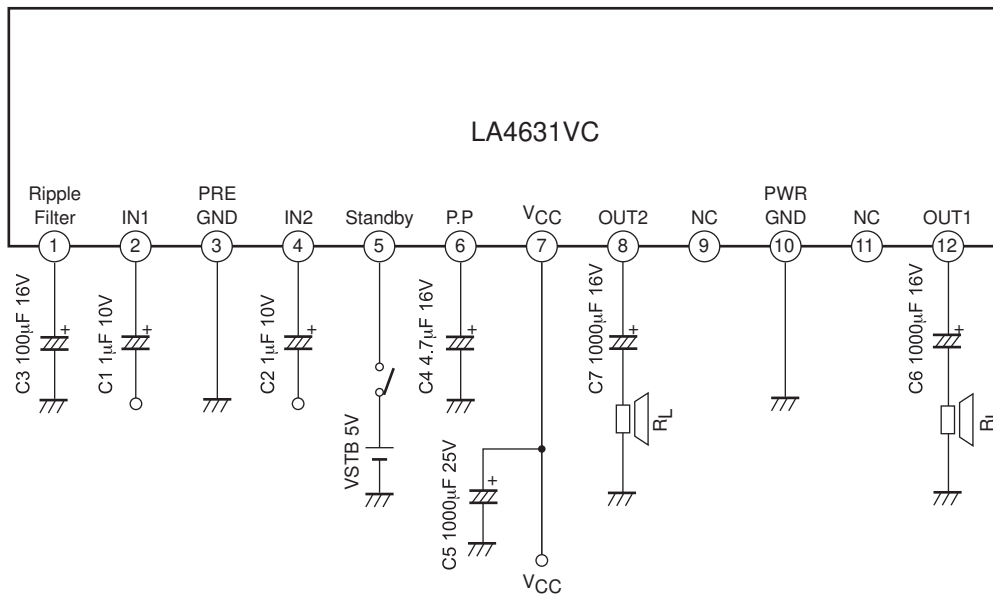 LA4631VC
Ripple
Filter
IN1
PRE
GND
IN2
Standby
P.P
VCC
OUT2
NC
PWR
GND
NC
OUT1
1
2
3
4
5
6
7
8
9
10
11
12
C3 100µF 16V
+
C1 1µF 10V
+
C2 1µF 10V
+
VSTB 5V
C4 4.7µF 16V
+
C5 1000µF 25V
+
VCC
C7 1000µF 16V
+
RL
C6 1000µF 16V
+
RL